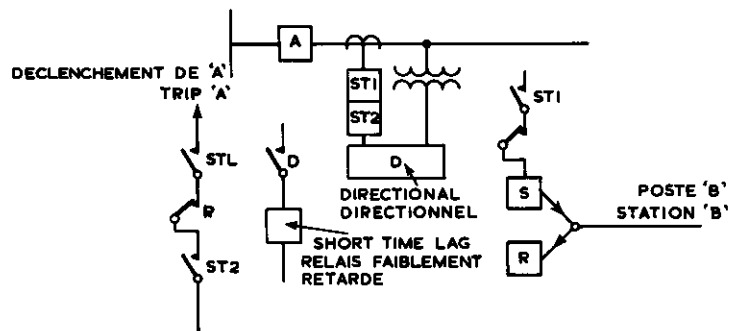 A
DECLENCHEMENT DE 'A'
TRIP 'A'
ST1
ST2
ST1
STL
D
D
R
DIRECTIONAL
DIRECTIONNEL
S
POSTE 'B'
STATION 'B'
SHORT TIME LAG
RELAIS FAIBLEMENT
RETARDE
R
ST2